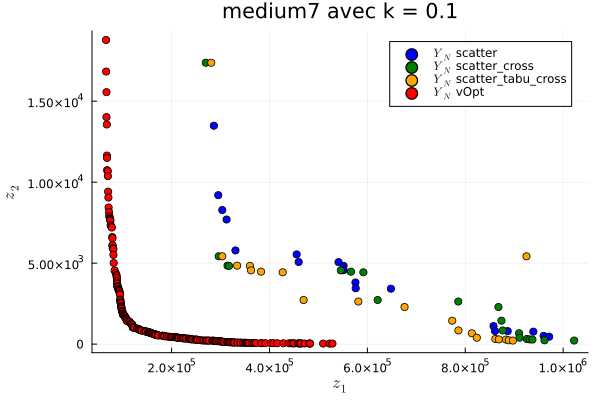 medium7 avec k = 0.1
Y_N scatter
Y_N scatter_cross
Y_N scatter_tabu_cross
Y_N vOpt
1.50×10⁴
1.00×10⁴
5.00×10³
0
z₂
2.0×10⁵ 4.0×10⁵ 6.0×10⁵ 8.0×10⁵ 1.0×10⁶
z₁